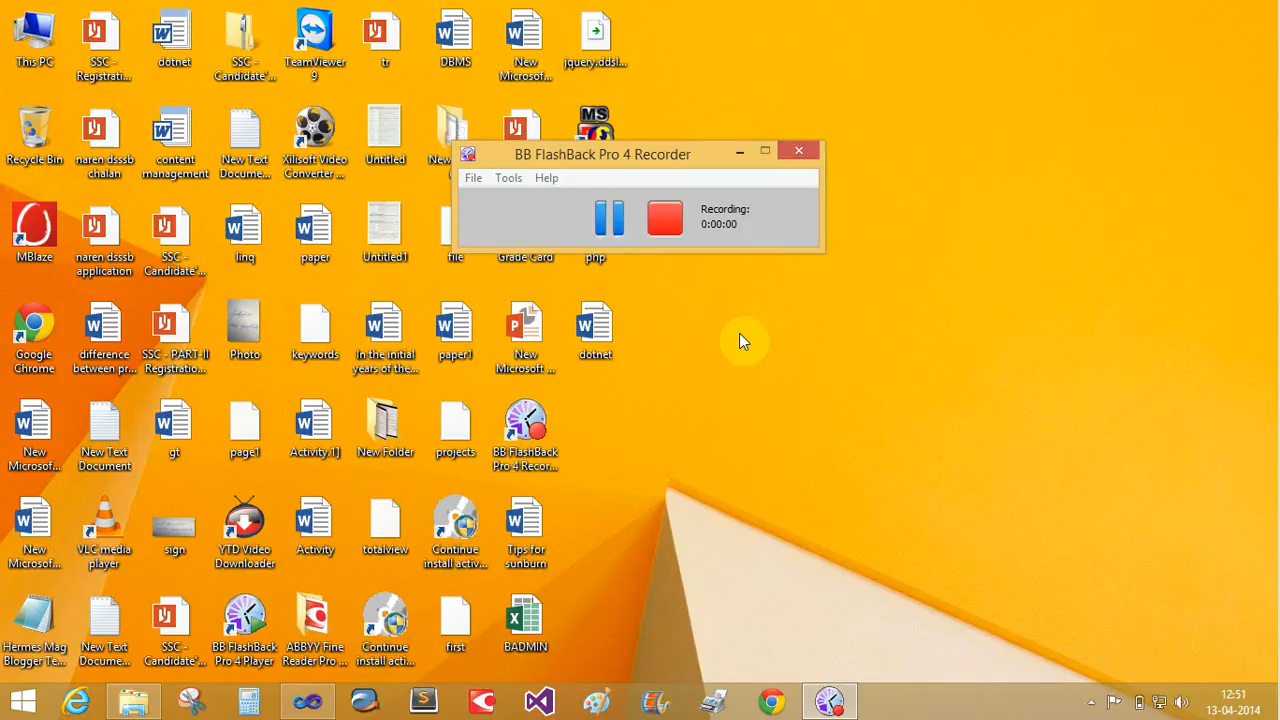 This PC
SSC -
Registrati...
dotnet
SSC -
Candidate'...
TeamViewer
9
tr
DBMS
New
Microsof...
jquery.ddsl...
Recycle Bin
naren dsssb
chalan
content
management
New Text
Docume...
Xilisoft Video
Converter ...
Untitled
MS
BB FlashBack Pro 4 Recorder
File Tools Help
Recording:
0:00:00
MBlaze
naren dsssb
application
SSC -
Candidate'...
linq
paper
Untitled1
file
Grade Card
php
Google
Chrome
difference
between pr...
SSC - PART-II
Registratio...
Photo
keywords
In the initial
years of the...
paper1
New
Microsoft ...
dotnet
New
Microsof...
New Text
Document
gt
page1
Activity.1]
New Folder
projects
BB FlashBack
Pro 4 Recor...
New
Microsof...
VLC media
player
sign
YTD Video
Downloader
Activity
totalview
Continue
install activ...
Tips for
sunburn
Hermes Mag
Blogger Te...
New Text
Docume...
SSC -
Candidate'...
BB FlashBack
Pro 4 Player
ABBYY Fine
Reader Pro ...
Continue
install acti...
first
BADMIN
12:51
13-04-2014